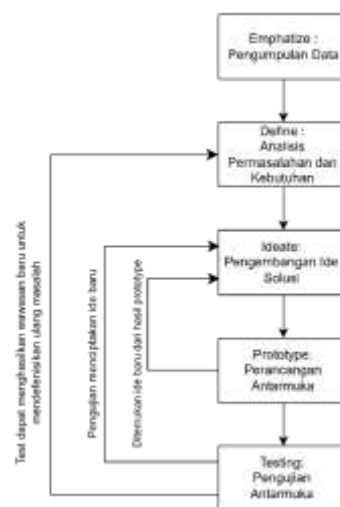 Emphatize :
Pengumpulan Data
Define :
Analisis
Permasalahan dan
Kebutuhan
Ideate:
Pengembangan Ide
Solusi
Prototype:
Perancangan
Antarmuka
Testing:
Pengujian
Antarmuka
Test dapat menghasilkan wawasan baru untuk
mendefenisikan ulang masalah
Pengujian menciptakan ide baru
Ditemukan ide baru dari hasil prototype